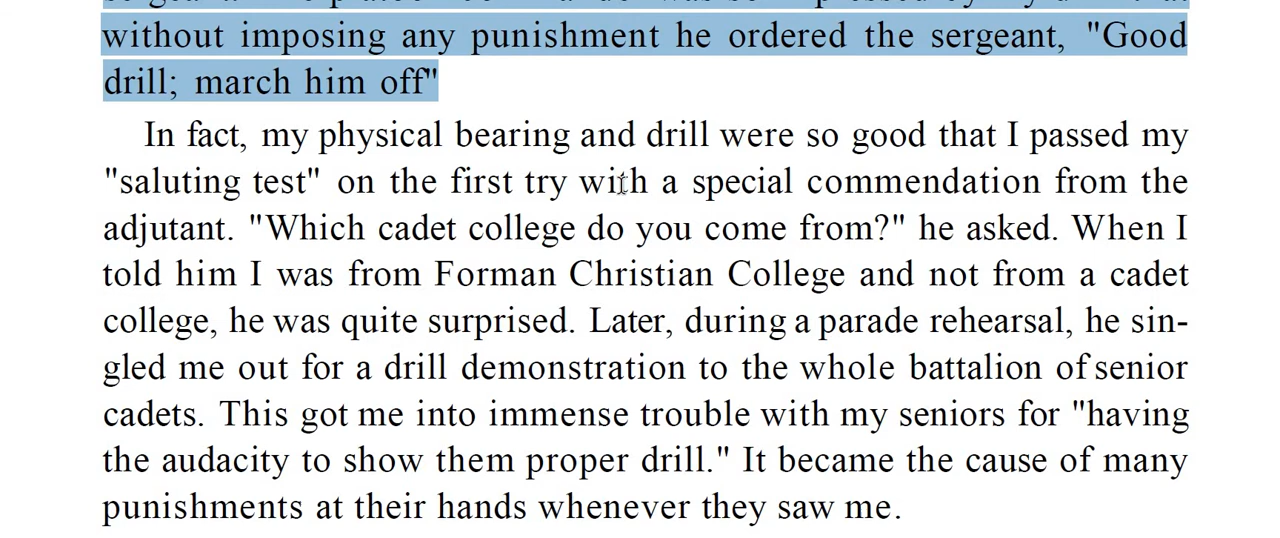 without imposing any punishment he ordered the sergeant, "Good
drill; march him off"
In fact, my physical bearing and drill were so good that I passed my
"saluting test" on the first try with a special commendation from the
adjutant. "Which cadet college do you come from?" he asked. When I
told him I was from Forman Christian College and not from a cadet
college, he was quite surprised. Later, during a parade rehearsal, he sin-
gled me out for a drill demonstration to the whole battalion of senior
cadets. This got me into immense trouble with my seniors for "having
the audacity to show them proper drill." It became the cause of many
punishments at their hands whenever they saw me.